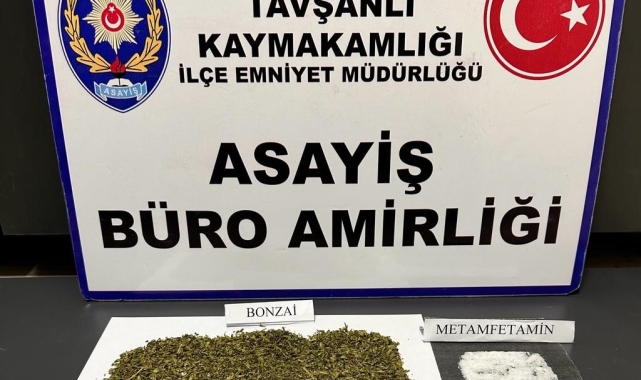 TAVŞANLI
KAYMAKAMLIĞI
İLÇE EMNİYET MÜDÜRLÜĞÜ
ASAYİŞ
ASAYİŞ
BÜRO AMİRLİĞİ
BONZAİ
METAMFETAMİN